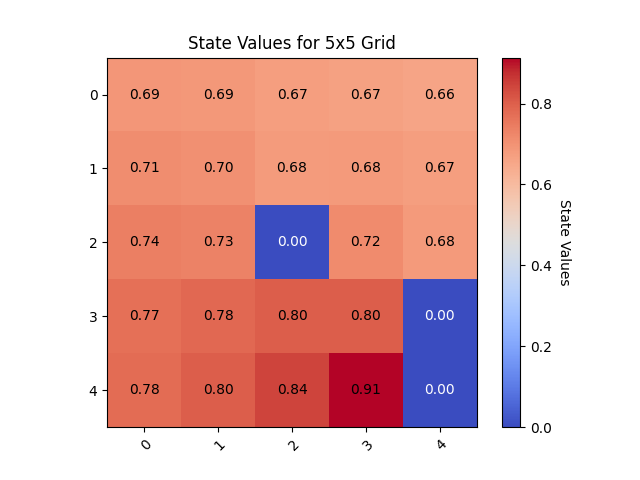 State Values for 5x5 Grid
0 0.69 0.69 0.67 0.67 0.66
1 0.71 0.70 0.68 0.68 0.67
2 0.74 0.73 0.00 0.72 0.68
3 0.77 0.78 0.80 0.80 0.00
4 0.78 0.80 0.84 0.91 0.00
0 1 2 3 4
0.8
0.6
0.4
0.2
0.0
State Values